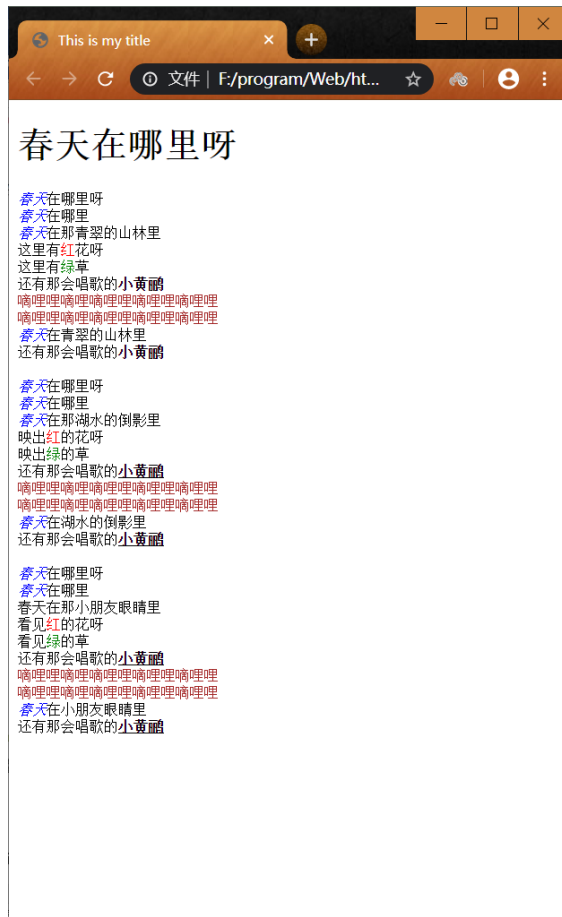 This is my title
文件 F:/program/Web/ht...
春天在哪里呀
春天在哪里呀
春天在哪里
春天在那青翠的山林里
这里有红花呀
这里有绿草
还有那会唱歌的小黄鹂
嘀哩哩嘀哩嘀哩哩嘀哩哩嘀哩哩
嘀哩哩嘀哩嘀哩哩嘀哩哩嘀哩哩
春天在青翠的山林里
还有那会唱歌的小黄鹂
春天在哪里呀
春天在哪里
春天在那湖水的倒影里
映出红的花呀
映出绿的草
还有那会唱歌的小黄鹂
嘀哩哩嘀哩嘀哩哩嘀哩哩嘀哩哩
嘀哩哩嘀哩嘀哩哩嘀哩哩嘀哩哩
春天在湖水的倒影里
还有那会唱歌的小黄鹂
春天在哪里呀
春天在哪里
春天在那小朋友眼睛里
看见红的花呀
看见绿的草
还有那会唱歌的小黄鹂
嘀哩哩嘀哩嘀哩哩嘀哩哩嘀哩哩
嘀哩哩嘀哩嘀哩哩嘀哩哩嘀哩哩
春天在小朋友眼睛里
还有那会唱歌的小黄鹂